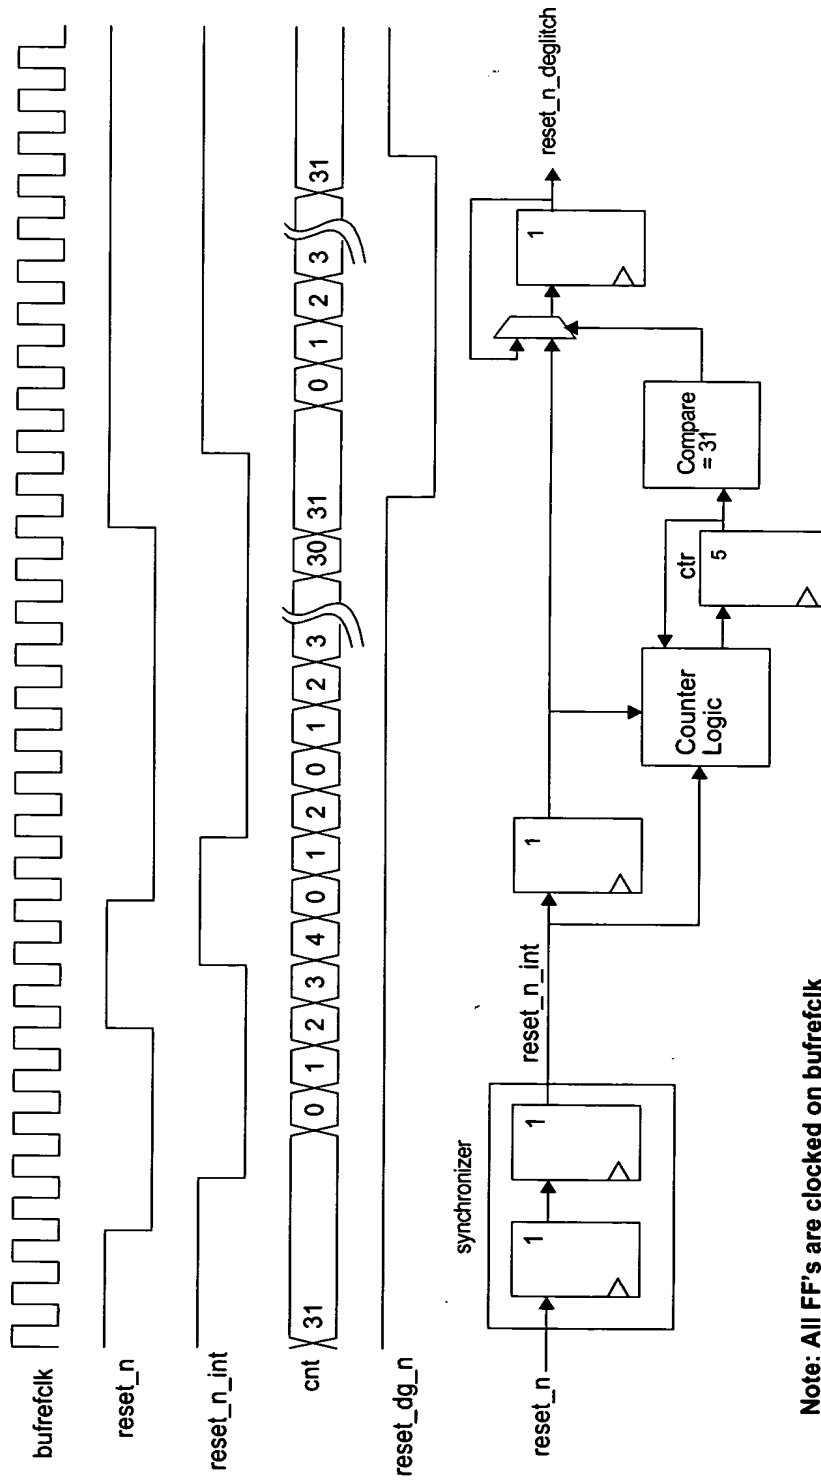 bufrefclk
reset_n
reset_n_int
cnt 31 0 1 2 3 4 0 1 2 0 1 2 3 30 31 0 1 2 3 31
reset_dg_n
synchronizer
reset_n
1
1
reset_n_int
1
Counter
Logic
ctr
5
Compare
= 31
1
reset_n_deglitch
Note: All FF's are clocked on bufrefclk